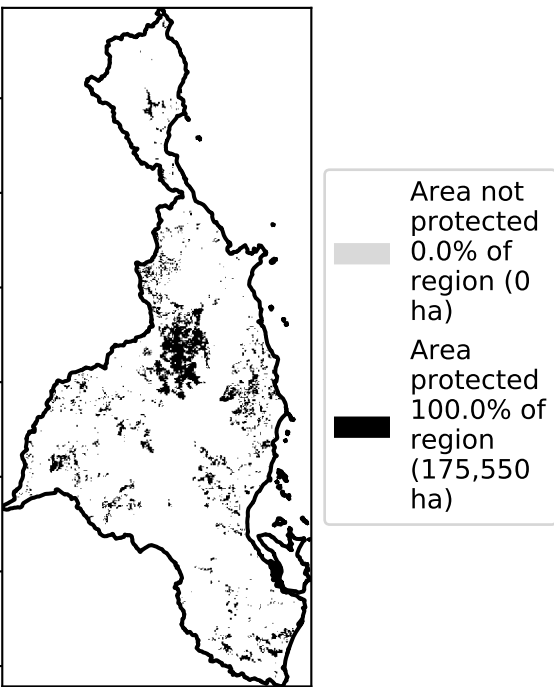 Area not
protected
0.0% of
region (0
ha)
Area
protected
100.0% of
region
(175,550
ha)